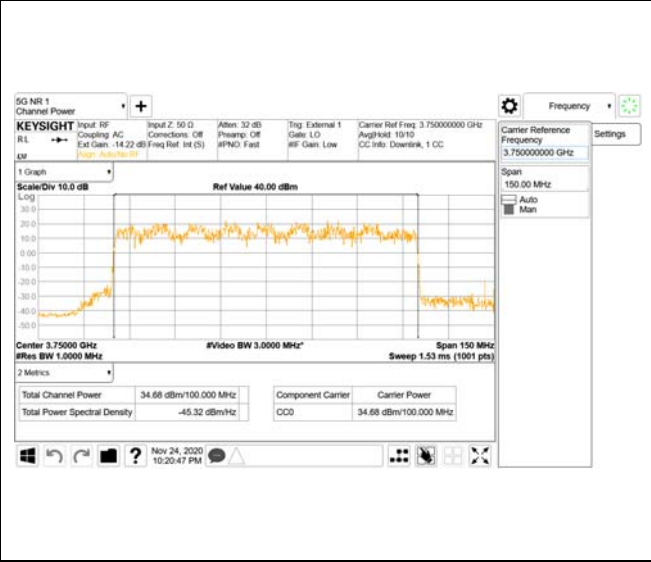 5G NR 1
Channel Power
Frequency
KEYSIGHT
RL
Input: RF
Coupling: AC
Ext Gain: -14.22 dB
Align: Auto/No RF
Input Z: 50 Ω
Corrections: Off
Freq Ref: Int (S)
Atten: 32 dB
Preamp: Off
#PNO: Fast
Trig: External 1
Gate: LO
#IF Gain: Low
Carrier Ref Freq: 3.750000000 GHz
Avg|Hold: 10/10
CC Info: Downlink, 1 CC
Carrier Reference
Frequency
3.750000000 GHz
Settings
Span
150.00 MHz
Auto
Man
1 Graph
Scale/Div 10.0 dB
Ref Value 40.00 dBm
Log
30.0
20.0
10.0
0.00
-10.0
-20.0
-30.0
-40.0
-50.0
Center 3.75000 GHz
#Video BW 3.0000 MHz*
Span 150 MHz
#Res BW 1.0000 MHz
Sweep 1.53 ms (1001 pts)
2 Metrics
Total Channel Power
34.68 dBm/100.000 MHz
Total Power Spectral Density
-45.32 dBm/Hz
Component Carrier
Carrier Power
CC0
34.68 dBm/100.000 MHz
?
Nov 24, 2020
10:20:47 PM